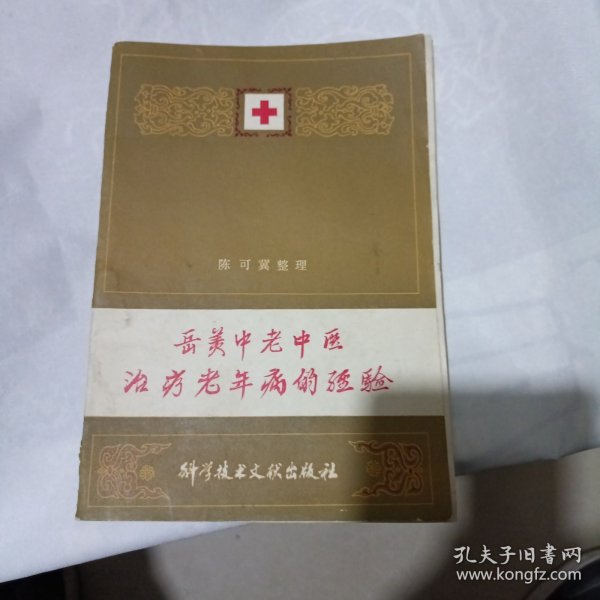 陈可冀整理
岳美中老中医
治疗老年病的经验
科学技术文献出版社
孔夫子旧书网
www.kongfz.com